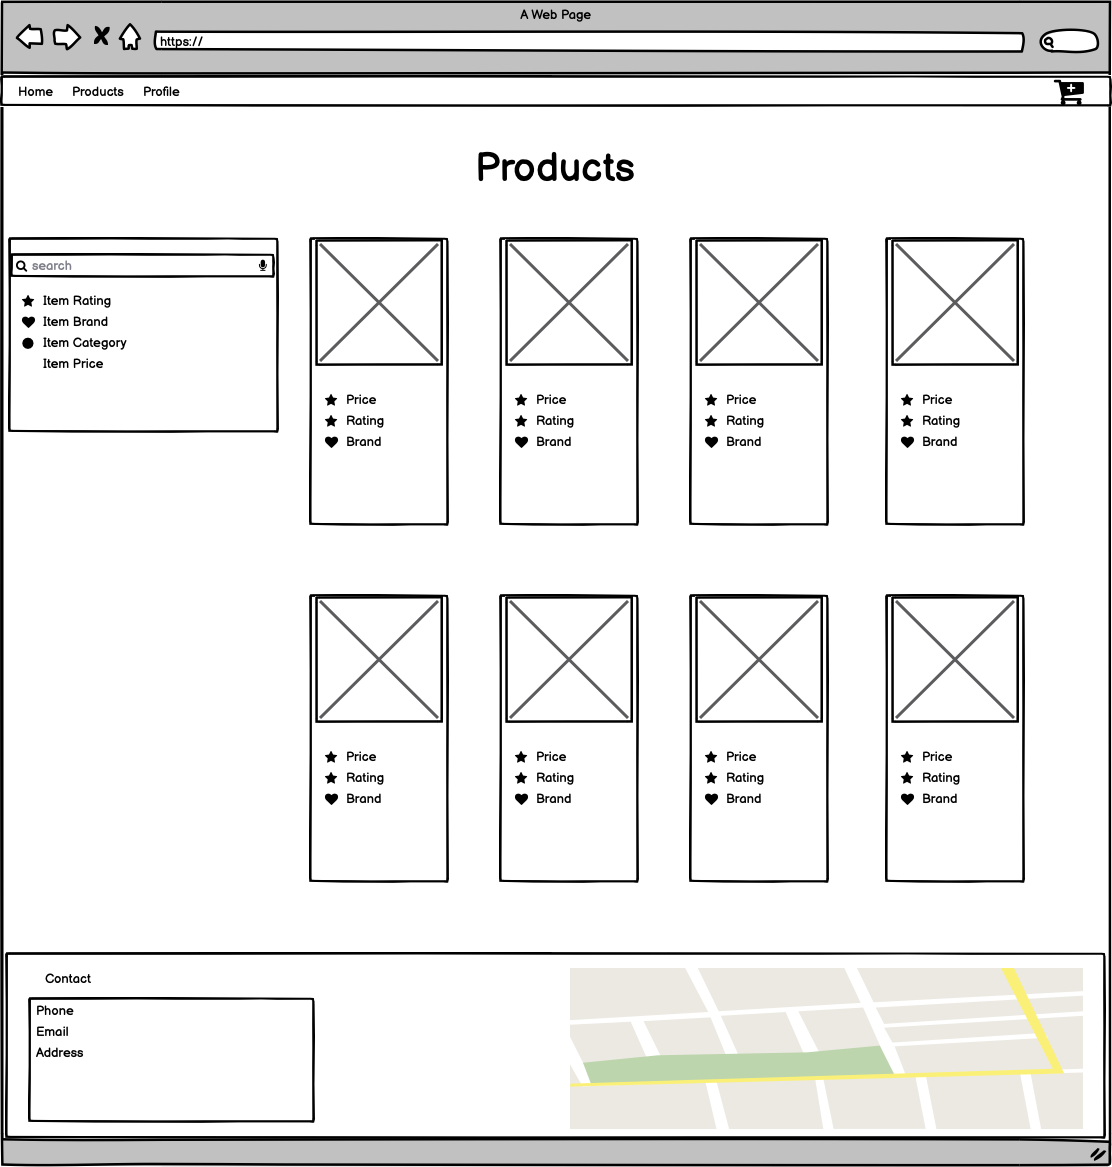 A Web Page
https://
Home Products Profile
Products
search
Item Rating
Item Brand
Item Category
Item Price
Price
Rating
Brand
Price
Rating
Brand
Price
Rating
Brand
Price
Rating
Brand
Price
Rating
Brand
Price
Rating
Brand
Price
Rating
Brand
Price
Rating
Brand
Contact
Phone
Email
Address